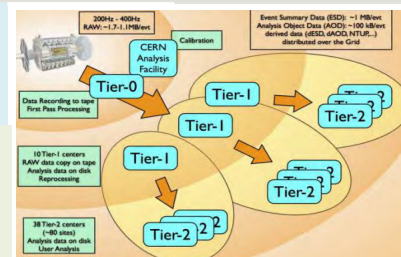 200Hz - 400Hz
RAW: ~1.7-1.1MB/evt
Event Summary Data (ESD): ~1 MB/evt
Analysis Object Data (AOD): ~100 kB/evt
derived data (dESD, dAOD, NTUP,...)
distributed over the Grid
Calibration
CERN
Analysis
Facility
Tier-0
Data Recording to tape
First Pass Processing
Tier-1
Tier-2
Tier-1
10 Tier-1 centers
RAW data copy on tape
Analysis data on disk
Reprocessing
Tier-1
Tier-2
38 Tier-2 centers
(~80 sites)
Analysis data on disk
User Analysis
Tier-2